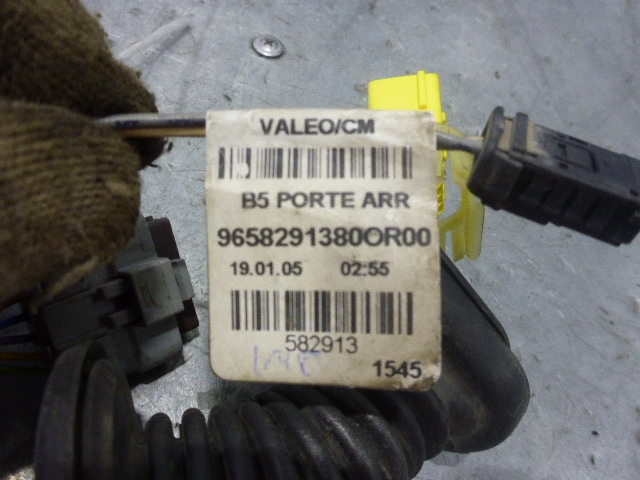 VALEO/CM
B5 PORTE ARR
9658291380OR00
19.01.05 02:55
582913
1545